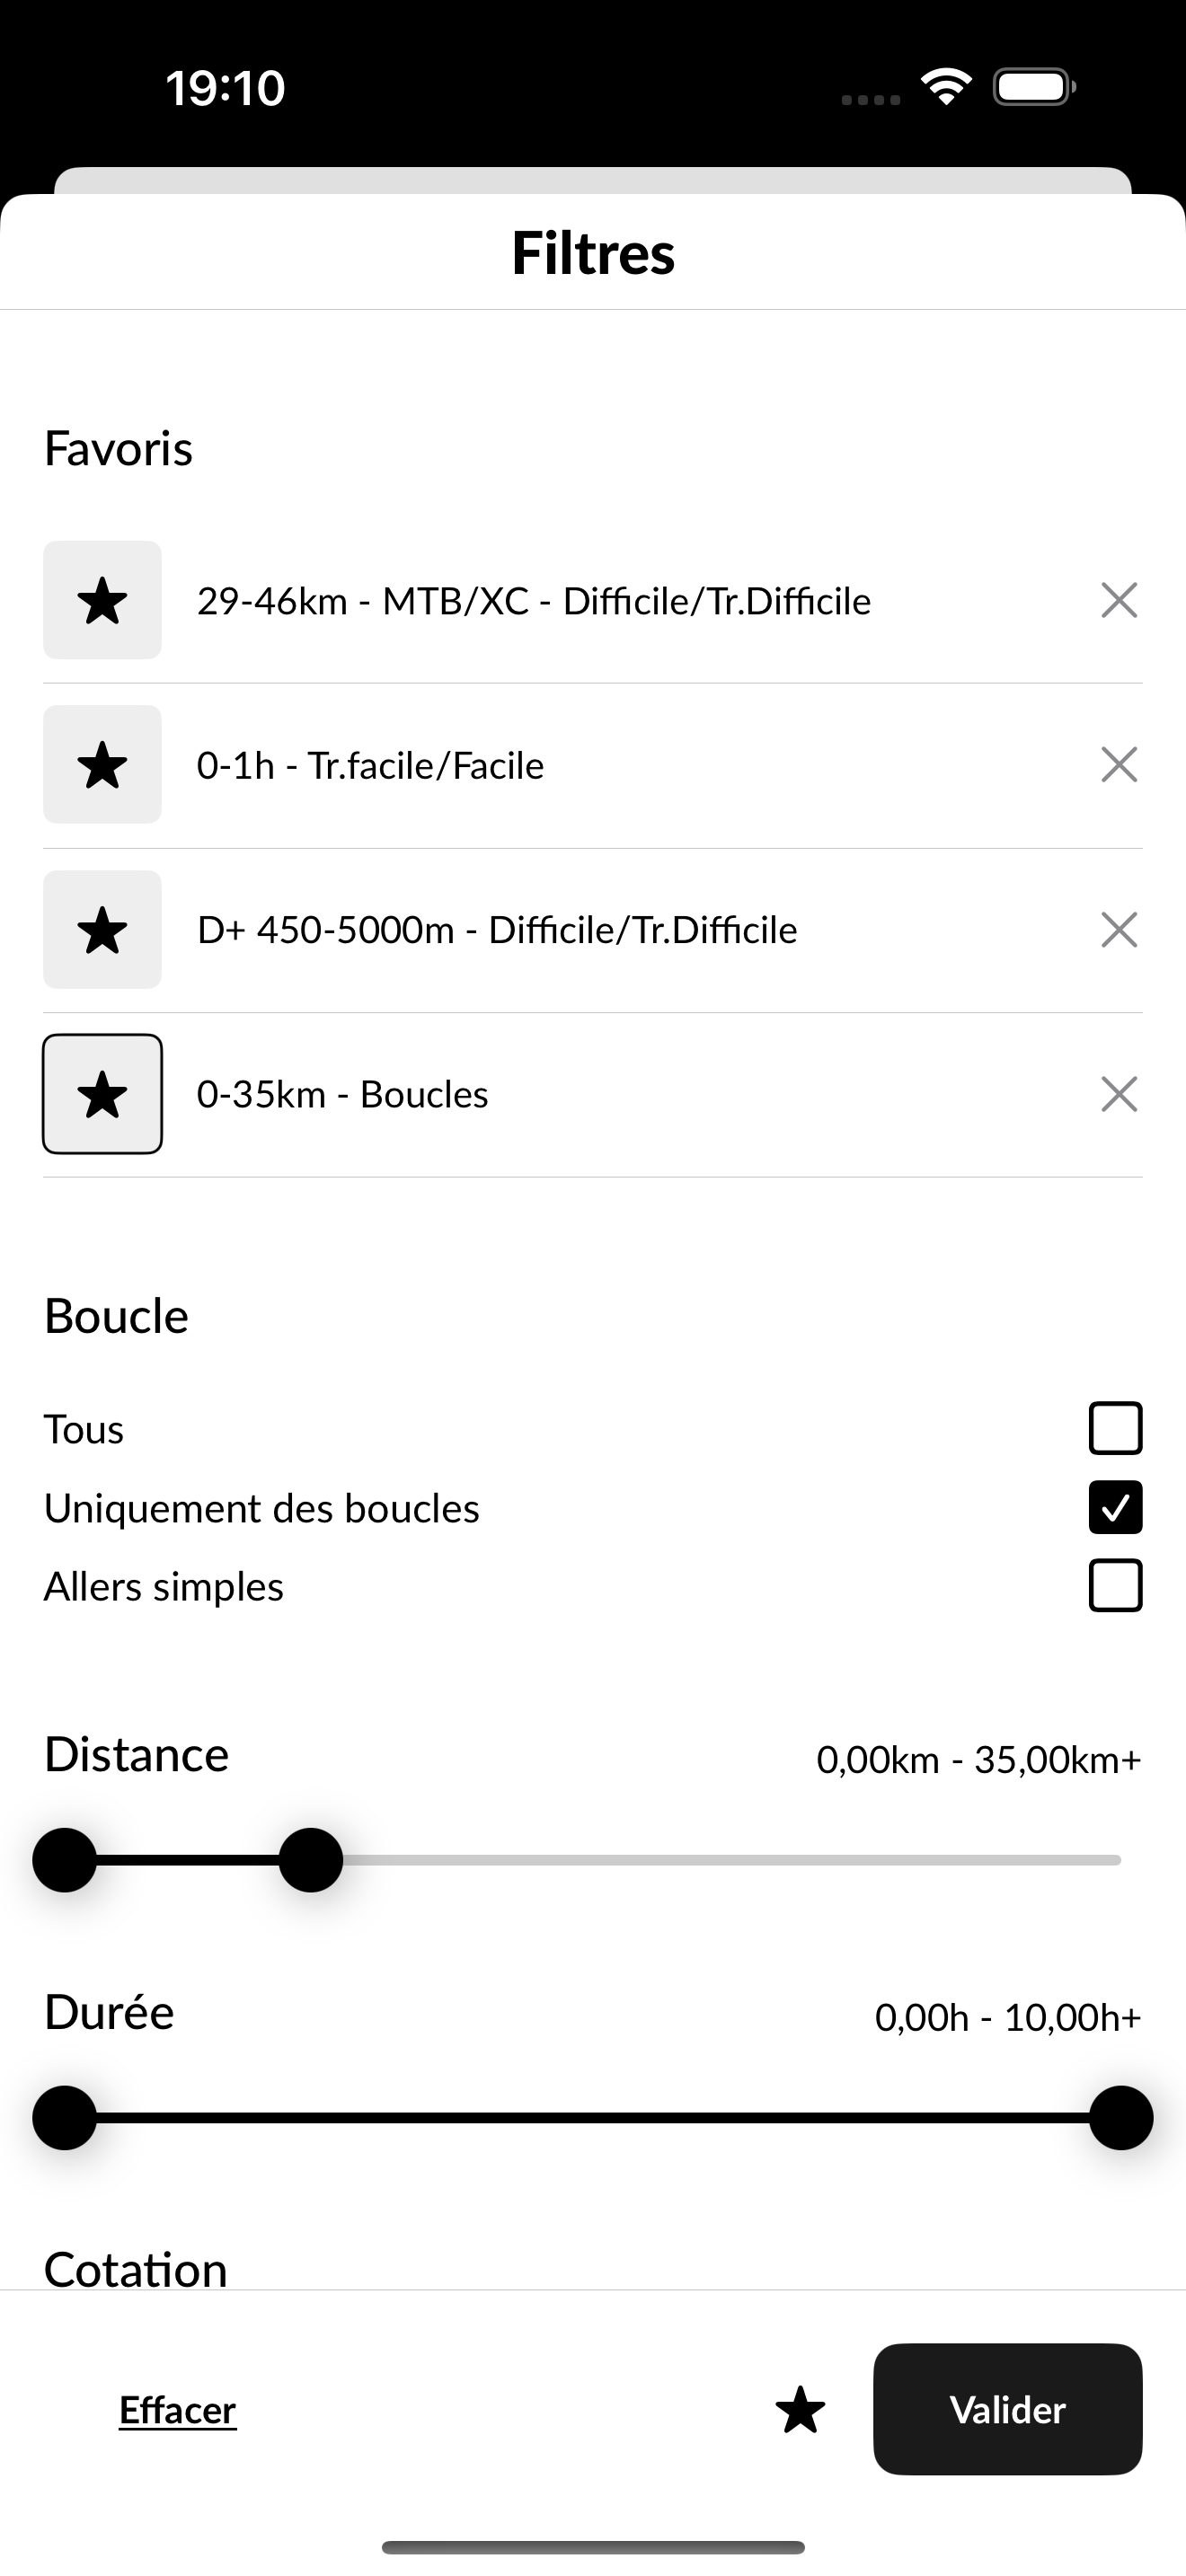 19:10
Filtres
Favoris
29-46km - MTB/XC - Difficile/Tr.Difficile
0-1h - Tr.facile/Facile
D+ 450-5000m - Difficile/Tr.Difficile
0-35km - Boucles
Boucle
Tous
Uniquement des boucles
Allers simples
Distance
0,00km - 35,00km+
Durée
0,00h - 10,00h+
Cotation
Effacer
Valider